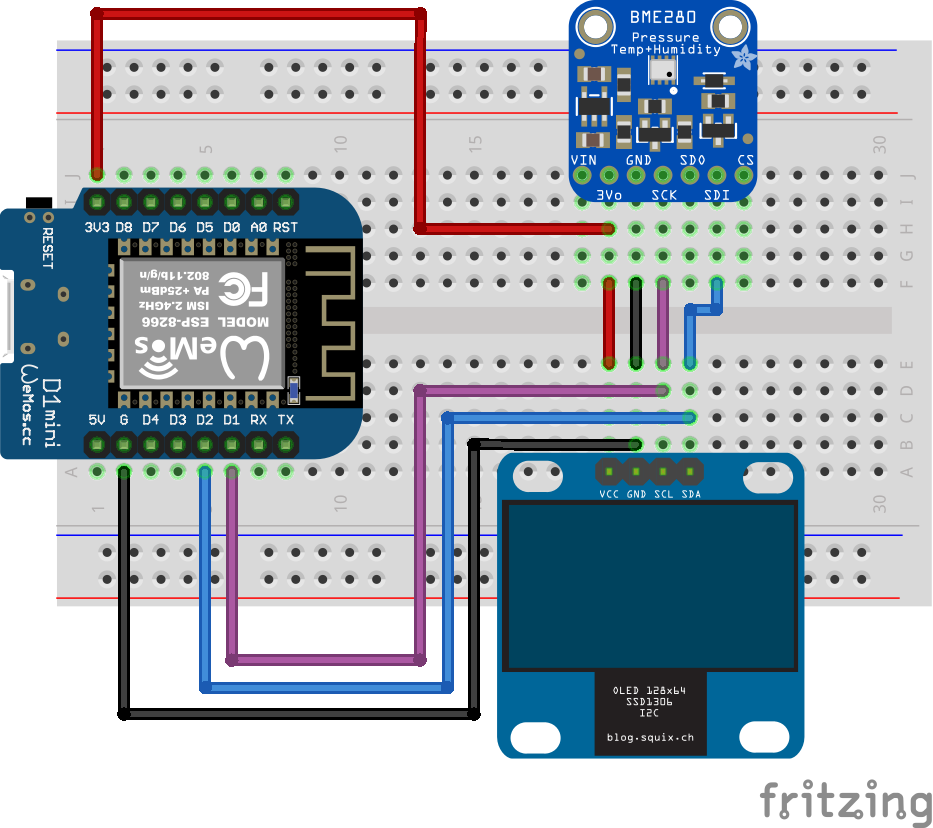 BME280
Pressure
Temp+Humidity
VIN GND SDO CS
3Vo SCK SDI
5 10 15 30
J J
I I
H H
G G
F F
E E
D D
C C
B B
A A
1 10 30
RESET
3V3 D8 D7 D6 D5 D0 A0 RST
WeMos
MODEL ESP-8266
ISM 2.4GHz
PA +25dBm
802.11b/g/n
FC
D1 mini
WeMos.cc
5V G D4 D3 D2 D1 RX TX
VCC GND SCL SDA
OLED 128x64
SSD1306
I2C
blog.squix.ch
fritzing